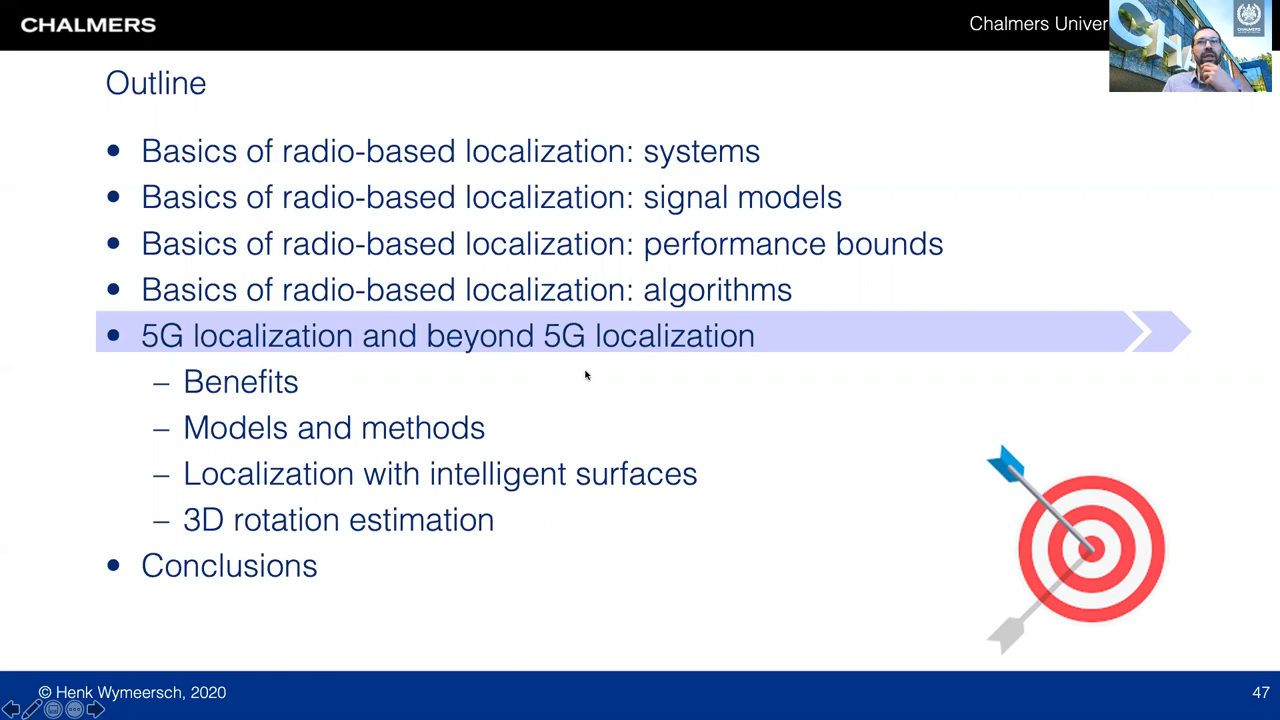 CHALMERS
Chalmers Univer
Outline
• Basics of radio-based localization: systems
• Basics of radio-based localization: signal models
• Basics of radio-based localization: performance bounds
• Basics of radio-based localization: algorithms
• 5G localization and beyond 5G localization
– Benefits
– Models and methods
– Localization with intelligent surfaces
– 3D rotation estimation
• Conclusions
© Henk Wymeersch, 2020
47